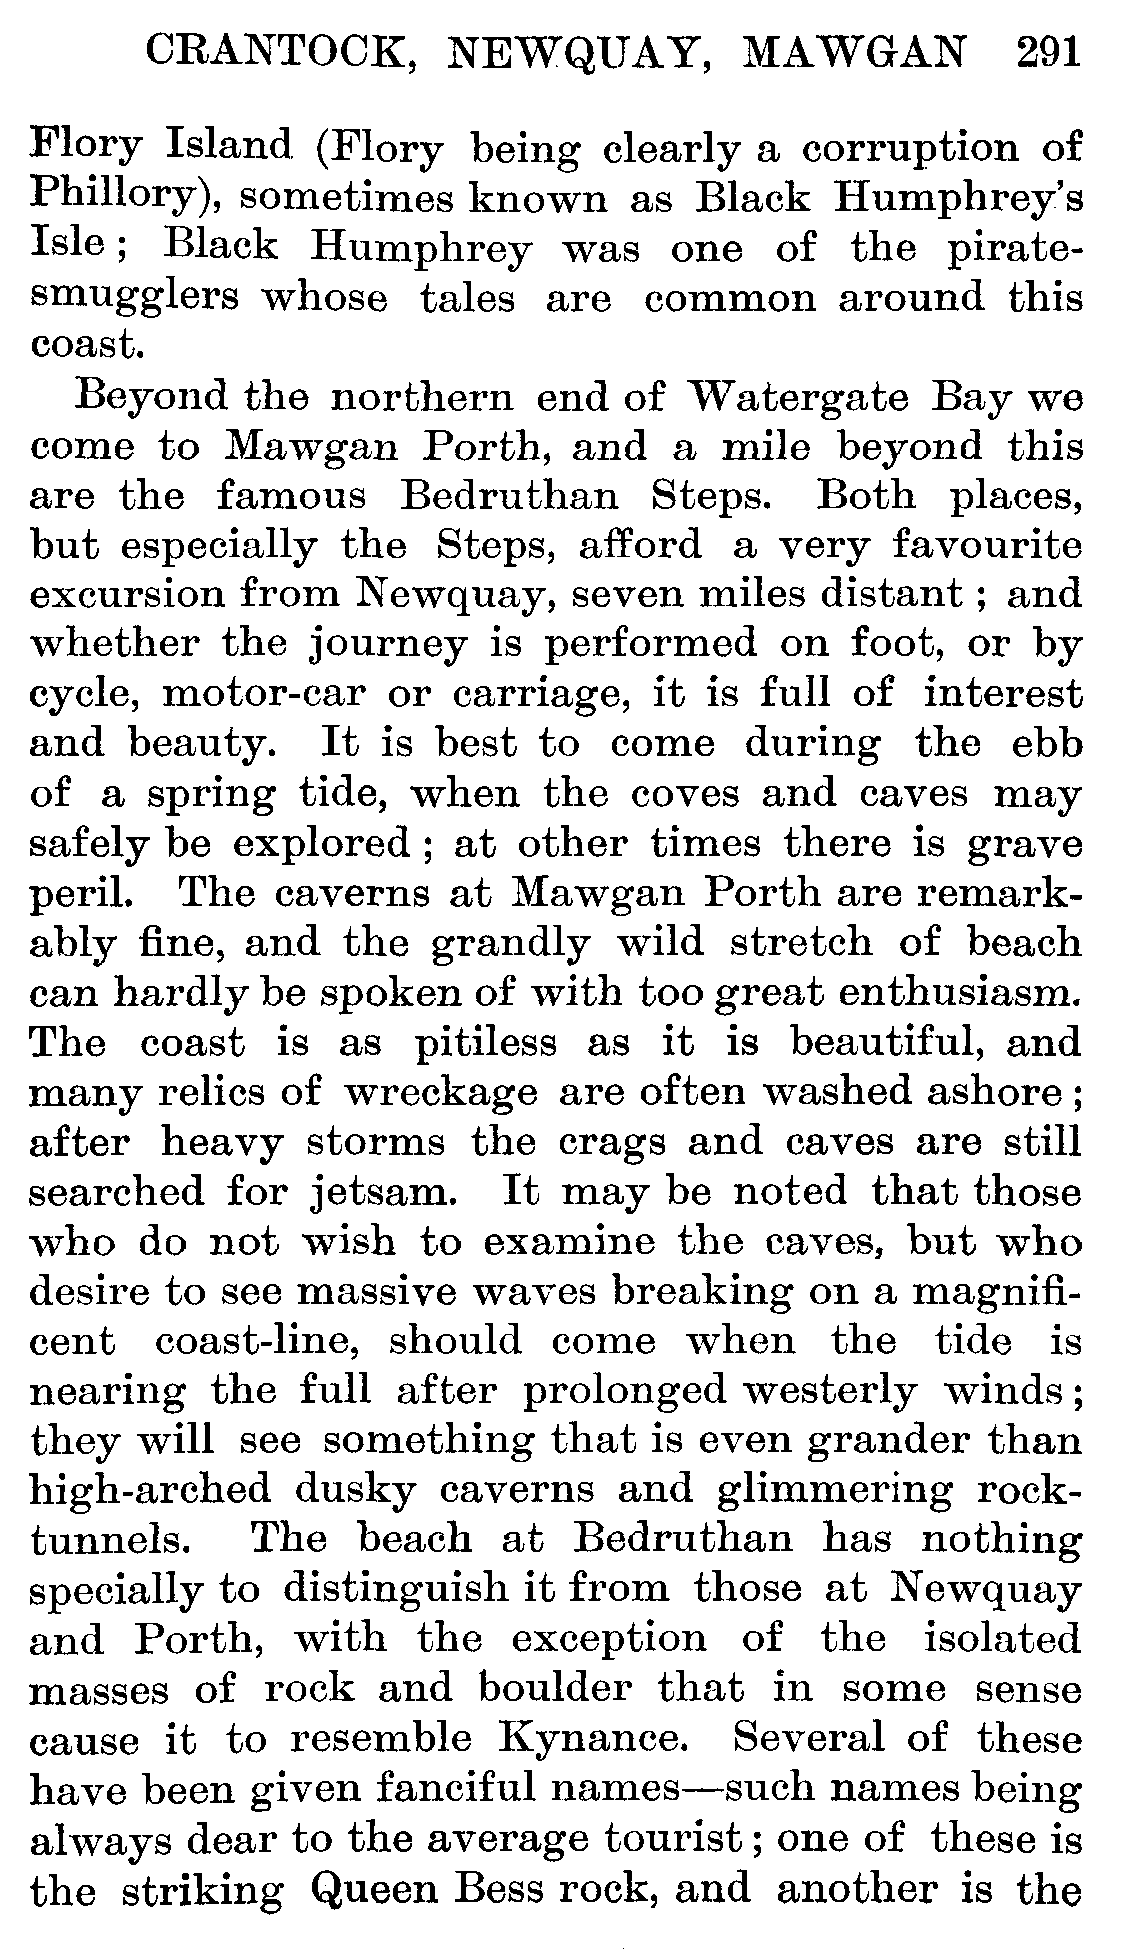 CRANTOCK, NEWQUAY, MAWGAN 291
Flory Island (Flory being clearly a corruption of
Phillory), sometimes known as Black Humphrey's
Isle; Black Humphrey was one of the pirate-
smugglers whose tales are common around this
coast.
Beyond the northern end of Watergate Bay we
come to Mawgan Porth, and a mile beyond this
are the famous Bedruthan Steps. Both places,
but especially the Steps, afford a very favourite
excursion from Newquay, seven miles distant; and
whether the journey is performed on foot, or by
cycle, motor-car or carriage, it is full of interest
and beauty. It is best to come during the ebb
of a spring tide, when the coves and caves may
safely be explored; at other times there is grave
peril. The caverns at Mawgan Porth are remark-
ably fine, and the grandly wild stretch of beach
can hardly be spoken of with too great enthusiasm.
The coast is as pitiless as it is beautiful, and
many relics of wreckage are often washed ashore;
after heavy storms the crags and caves are still
searched for jetsam. It may be noted that those
who do not wish to examine the caves, but who
desire to see massive waves breaking on a magnifi-
cent coast-line, should come when the tide is
nearing the full after prolonged westerly winds;
they will see something that is even grander than
high-arched dusky caverns and glimmering rock-
tunnels. The beach at Bedruthan has nothing
specially to distinguish it from those at Newquay
and Porth, with the exception of the isolated
masses of rock and boulder that in some sense
cause it to resemble Kynance. Several of these
have been given fanciful names—such names being
always dear to the average tourist; one of these is
the striking Queen Bess rock, and another is the